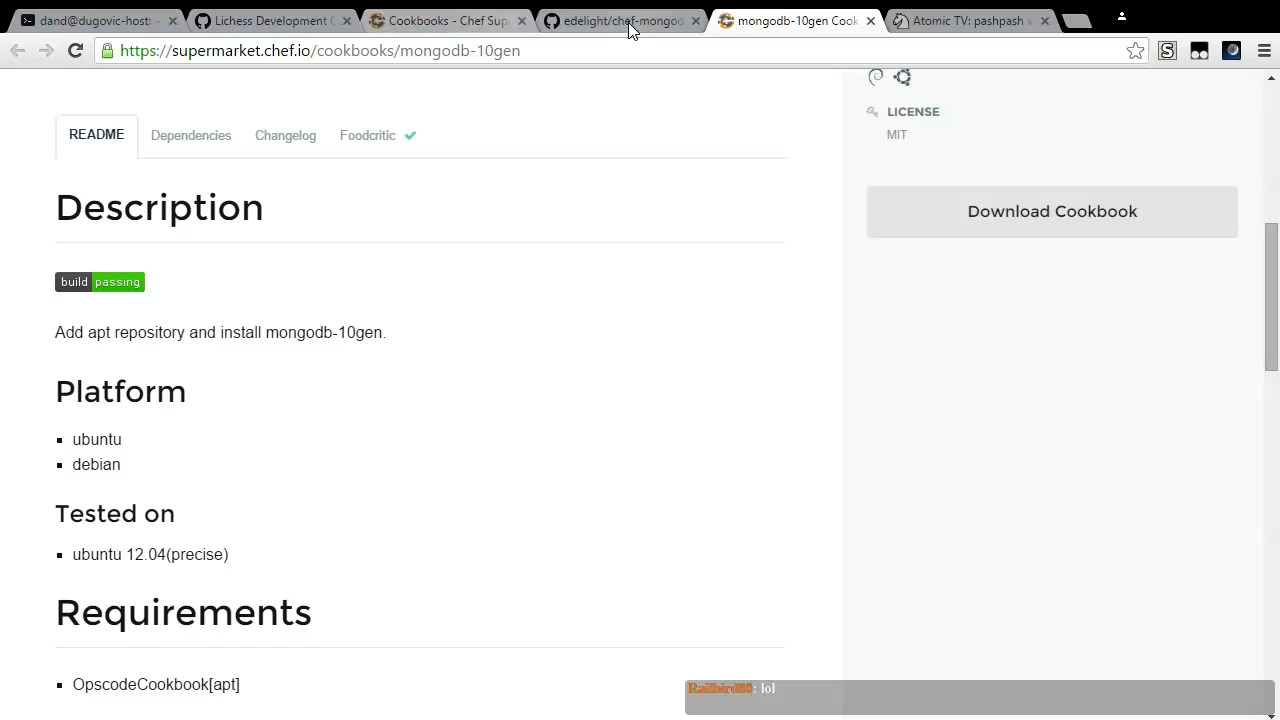 dand@dugovic-host: ~
Lichess Development
Cookbooks - Chef Sup
edelight/chef-mongod
mongodb-10gen Cook
Atomic TV: pashpash v
https://supermarket.chef.io/cookbooks/mongodb-10gen
LICENSE
MIT
README Dependencies Changelog Foodcritic
Download Cookbook
Description
build passing
Add apt repository and install mongodb-10gen.
Platform
ubuntu
debian
Tested on
ubuntu 12.04(precise)
Requirements
OpscodeCookbook[apt]
Railbird80: lol